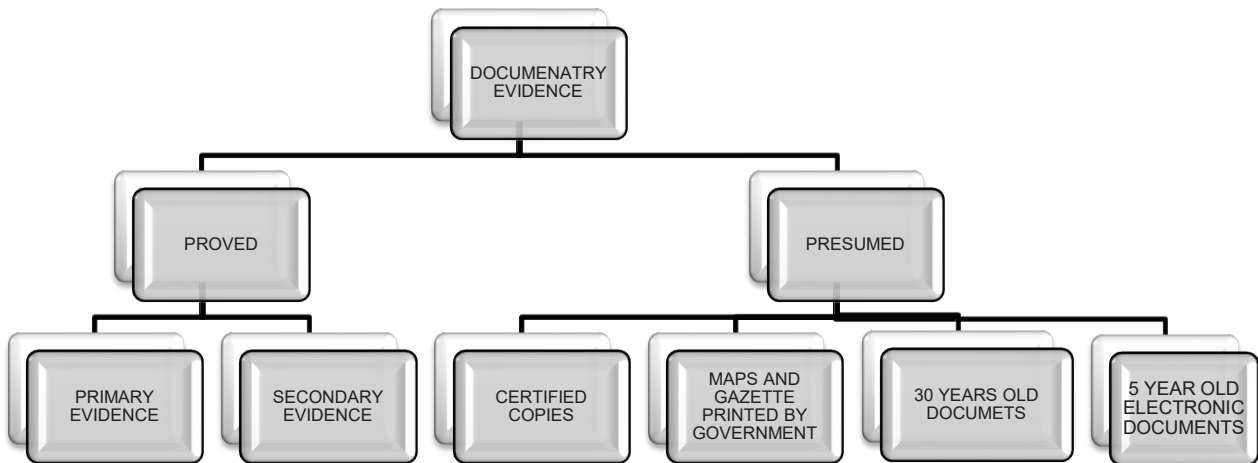 DOCUMENATRY
EVIDENCE
PROVED
PRESUMED
PRIMARY
EVIDENCE
SECONDARY
EVIDENCE
CERTIFIED
COPIES
MAPS AND
GAZETTE
PRINTED BY
GOVERNMENT
30 YEARS OLD
DOCUMETS
5 YEAR OLD
ELECTRONIC
DOCUMENTS